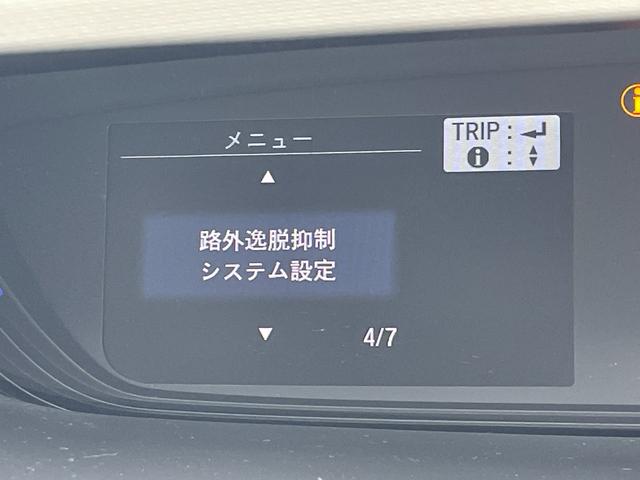 メニュー
TRIP : ↲
i : ▲▼
▲
路外逸脱抑制
システム設定
▼
4/7
i